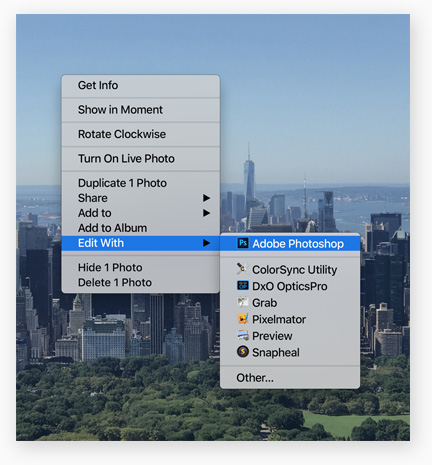 Get Info
Show in Moment
Rotate Clockwise
Turn On Live Photo
Duplicate 1 Photo
Share
Add to
Add to Album
Edit With
Hide 1 Photo
Delete 1 Photo
Ps Adobe Photoshop
ColorSync Utility
DxO OpticsPro
Grab
Pixelmator
Preview
Snapheal
Other...